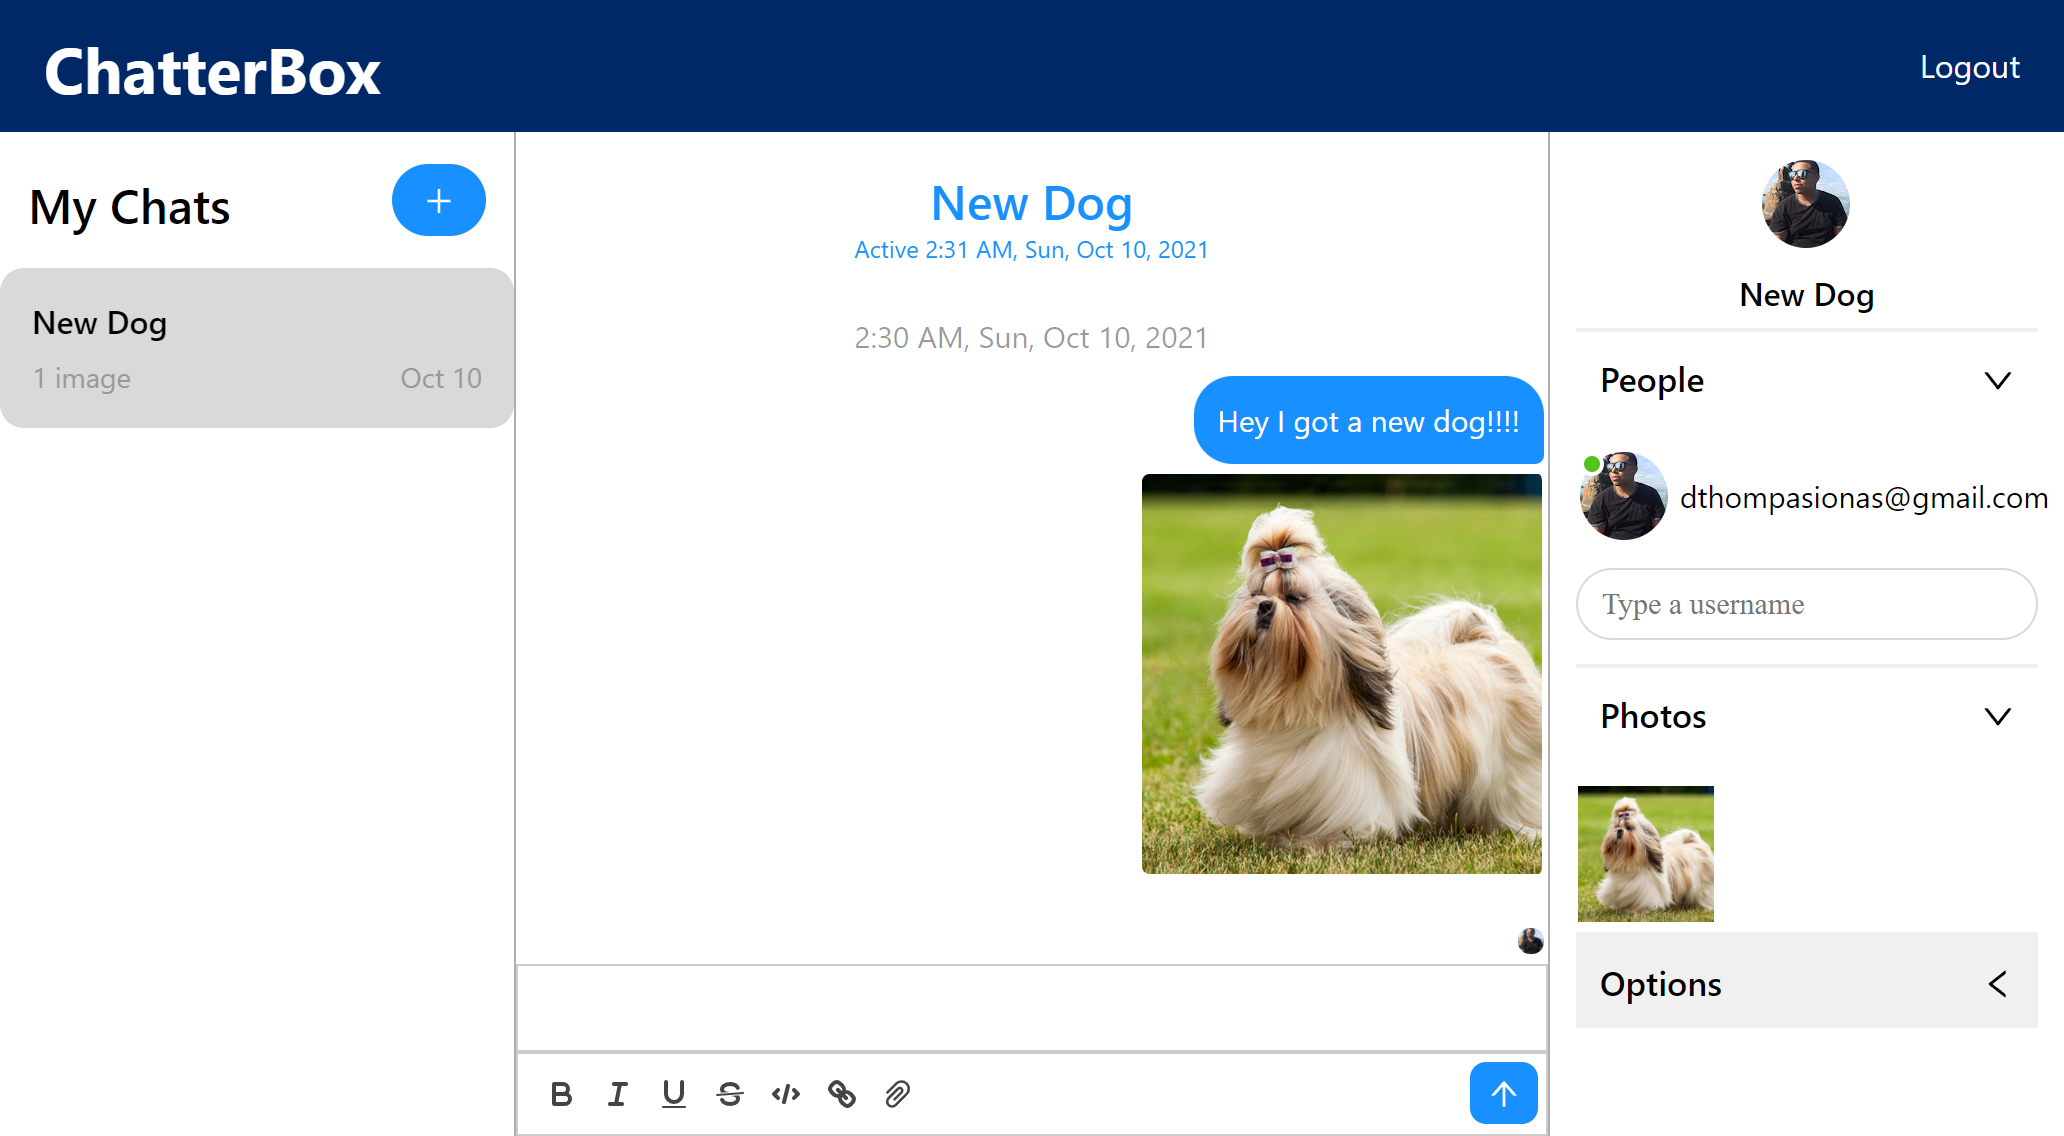 ChatterBox
Logout
My Chats
New Dog
1 image
Oct 10
New Dog
Active 2:31 AM, Sun, Oct 10, 2021
2:30 AM, Sun, Oct 10, 2021
Hey I got a new dog!!!!
New Dog
People
dthompasionas@gmail.com
Type a username
Photos
Options